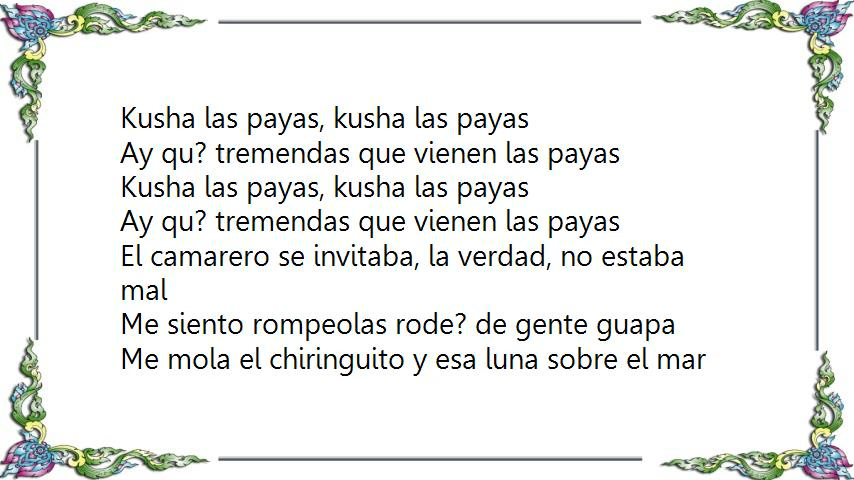 Kusha las payas, kusha las payas
Ay qu? tremendas que vienen las payas
Kusha las payas, kusha las payas
Ay qu? tremendas que vienen las payas
El camarero se invitaba, la verdad, no estaba
mal
Me siento rompeolas rode? de gente guapa
Me mola el chiringuito y esa luna sobre el mar